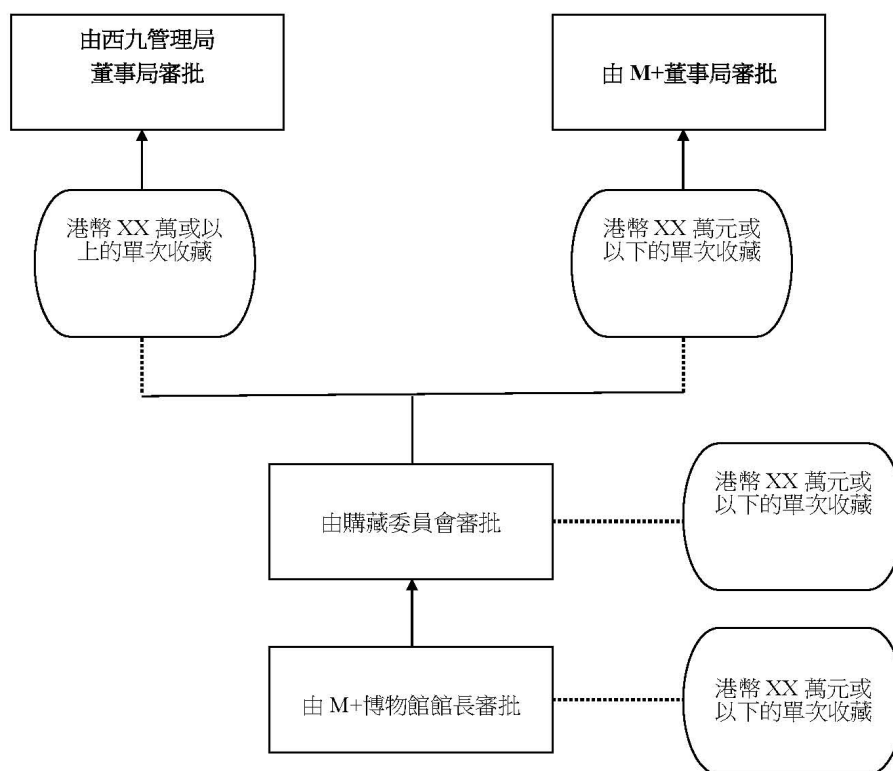 由西九管理局
董事局審批
由 M+董事局審批
港幣 XX 萬或以
上的單次收藏
港幣 XX 萬元或
以下的單次收藏
港幣 XX 萬元或
以下的單次收藏
由購藏委員會審批
港幣 XX 萬元或
以下的單次收藏
由 M+博物館館長審批